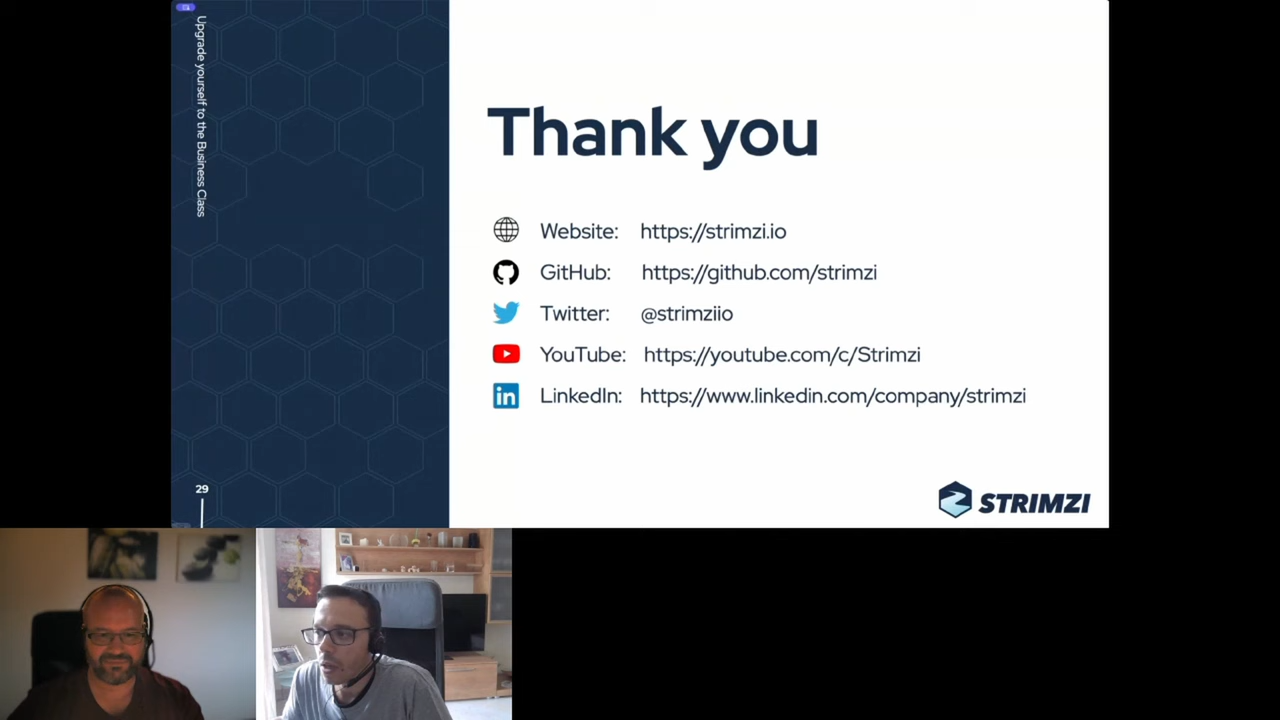 Upgrade yourself to the Business Class
Thank you
Website: https://strimzi.io
GitHub: https://github.com/strimzi
Twitter: @strimziio
YouTube: https://youtube.com/c/Strimzi
LinkedIn: https://www.linkedin.com/company/strimzi
29
STRIMZI